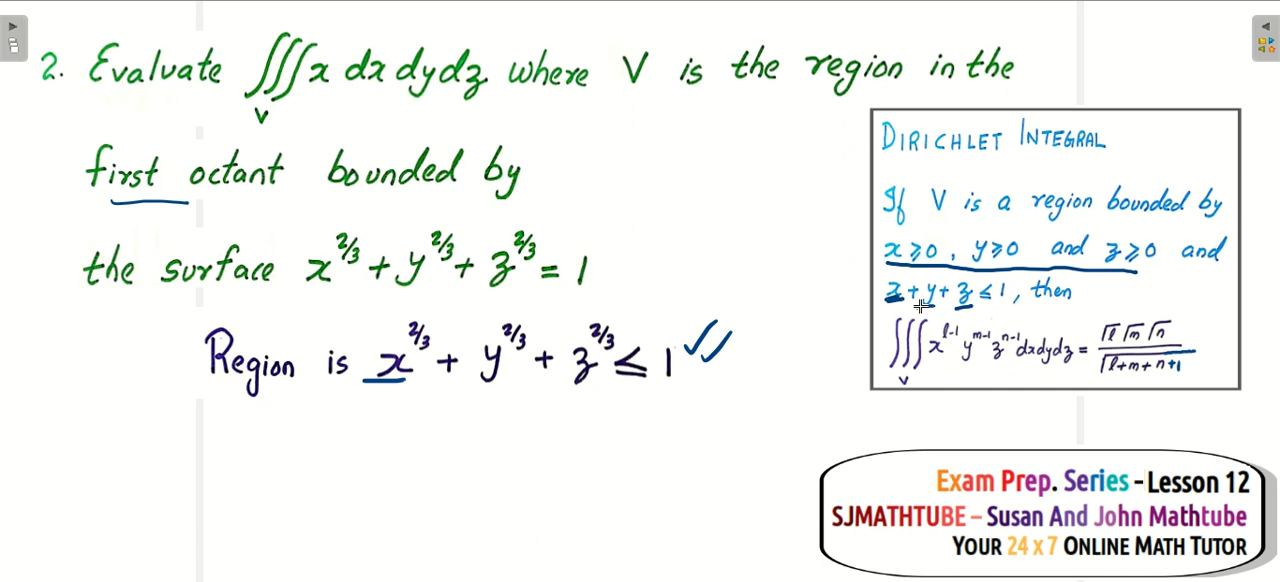 2. Evaluate ∭_V x dx dy dz where V is the region in the
first octant bounded by
the surface x^{2/3} + y^{2/3} + z^{2/3} = 1
Region is x^{2/3} + y^{2/3} + z^{2/3} ≤ 1
DIRICHLET INTEGRAL
If V is a region bounded by
x ≥ 0, y ≥ 0 and z ≥ 0 and
x + y + z ≤ 1, then
∭_V x^{l-1} y^{m-1} z^{n-1} dx dy dz = Γl Γm Γn / Γl+m+n+1
Exam Prep. Series - Lesson 12
SJMATHTUBE – Susan And John Mathtube
YOUR 24 x 7 ONLINE MATH TUTOR